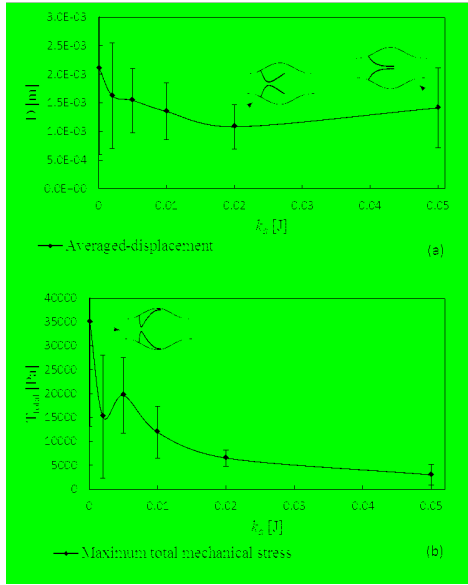 3.0E-03
2.5E-03
2.0E-03
1.5E-03
1.0E-03
5.0E-04
0.0E+00
D [m]
0 0.01 0.02 0.03 0.04 0.05
[J]
Averaged-displacement
(a)
40000
35000
30000
25000
20000
15000
10000
5000
0
T_total [Pa]
0 0.01 0.02 0.03 0.04 0.05
[J]
(b)
Maximum total mechanical stress